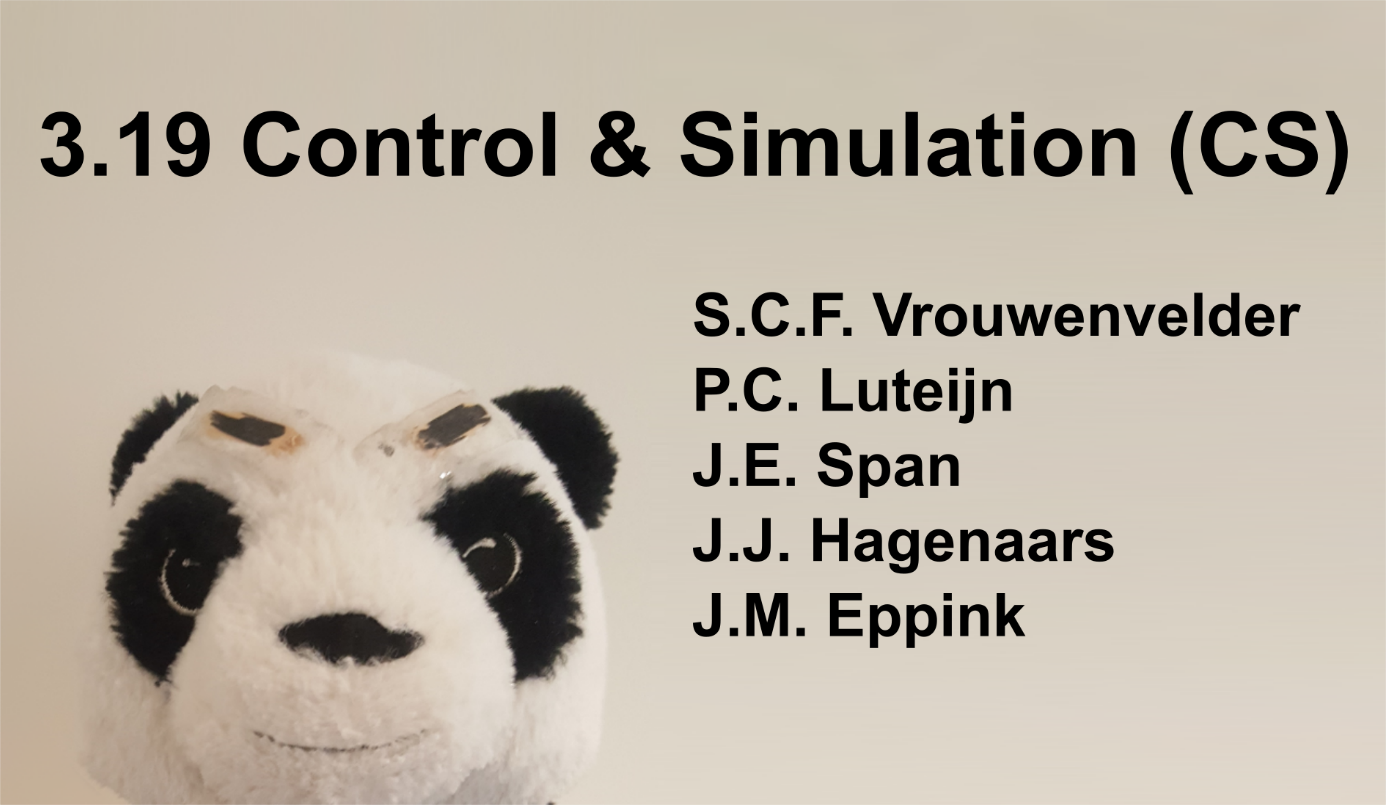 3.19 Control & Simulation (CS)
S.C.F. Vrouwenvelder
P.C. Luteijn
J.E. Span
J.J. Hagenaars
J.M. Eppink